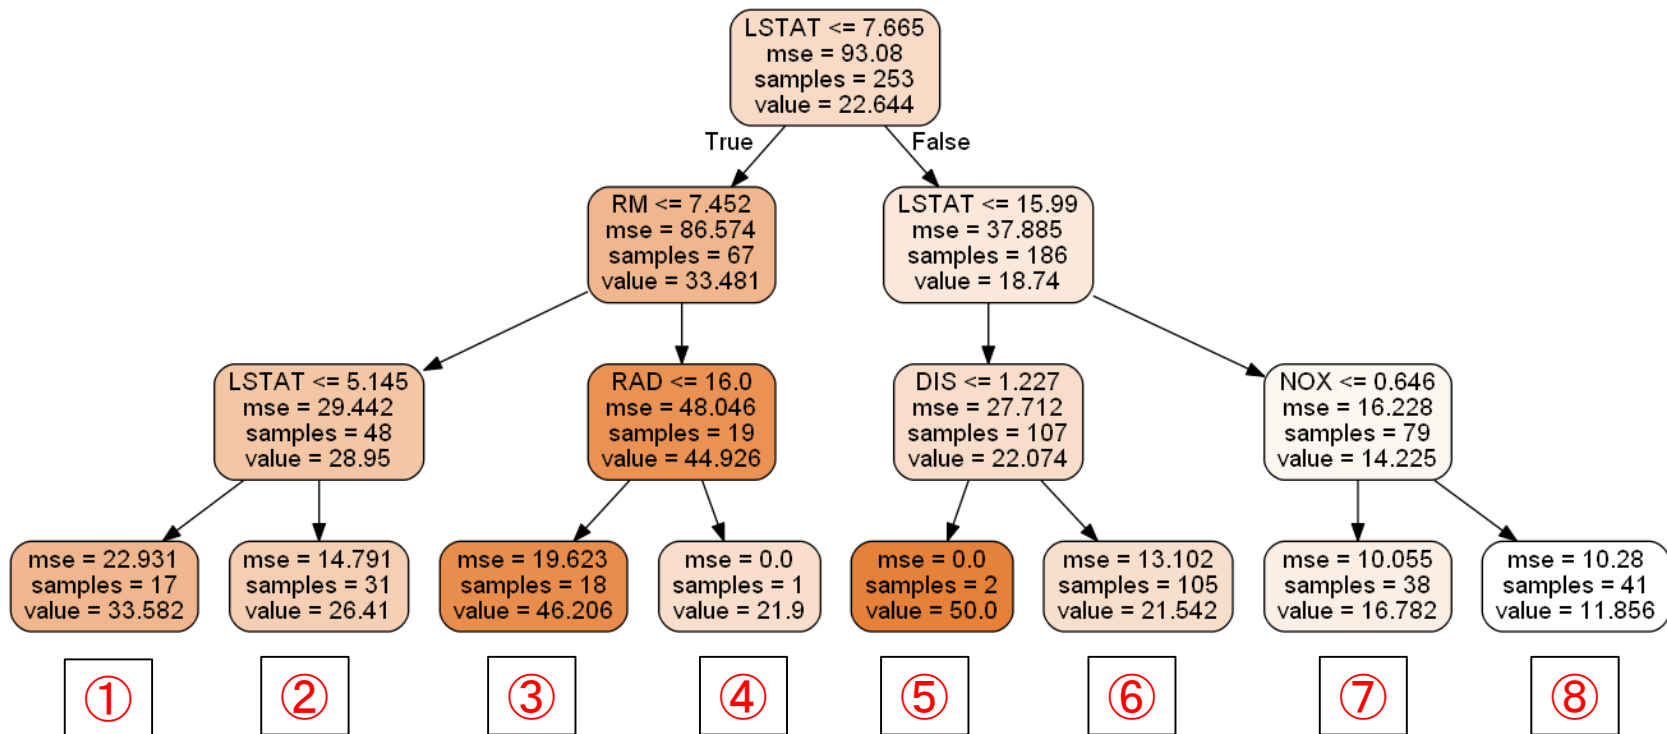 LSTAT <= 7.665
mse = 93.08
samples = 253
value = 22.644
True
False
RM <= 7.452
mse = 86.574
samples = 67
value = 33.481
LSTAT <= 15.99
mse = 37.885
samples = 186
value = 18.74
LSTAT <= 5.145
mse = 29.442
samples = 48
value = 28.95
RAD <= 16.0
mse = 48.046
samples = 19
value = 44.926
DIS <= 1.227
mse = 27.712
samples = 107
value = 22.074
NOX <= 0.646
mse = 16.228
samples = 79
value = 14.225
mse = 22.931
samples = 17
value = 33.582
mse = 14.791
samples = 31
value = 26.41
mse = 19.623
samples = 18
value = 46.206
mse = 0.0
samples = 1
value = 21.9
mse = 0.0
samples = 2
value = 50.0
mse = 13.102
samples = 105
value = 21.542
mse = 10.055
samples = 38
value = 16.782
mse = 10.28
samples = 41
value = 11.856
①
②
③
④
⑤
⑥
⑦
⑧